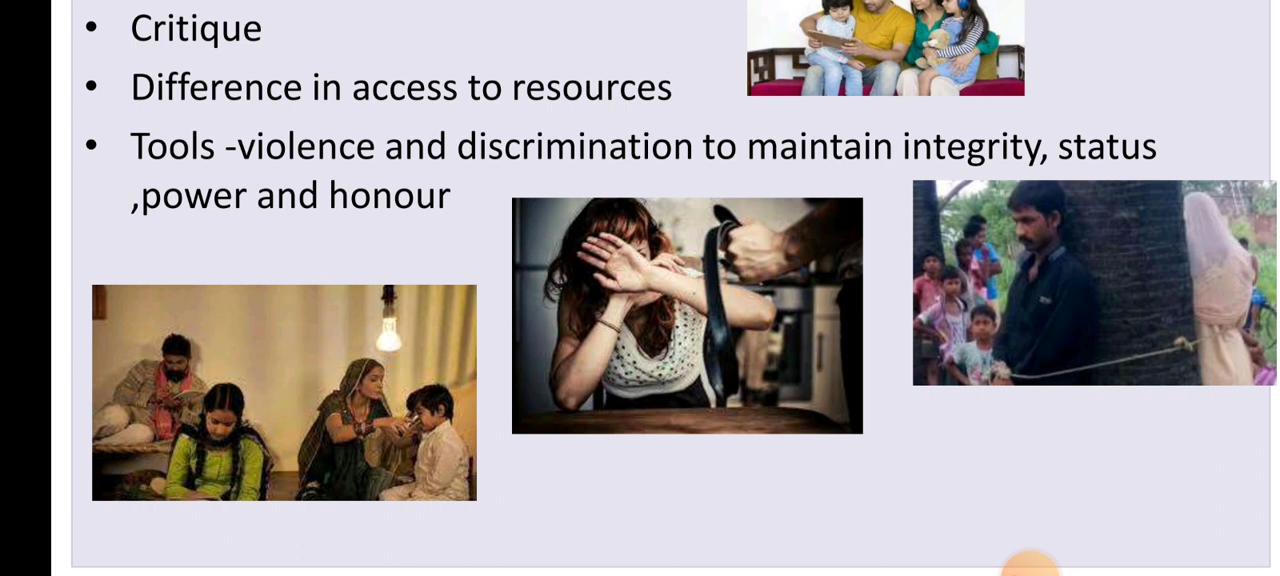 • Critique
• Difference in access to resources
• Tools -violence and discrimination to maintain integrity, status
,power and honour